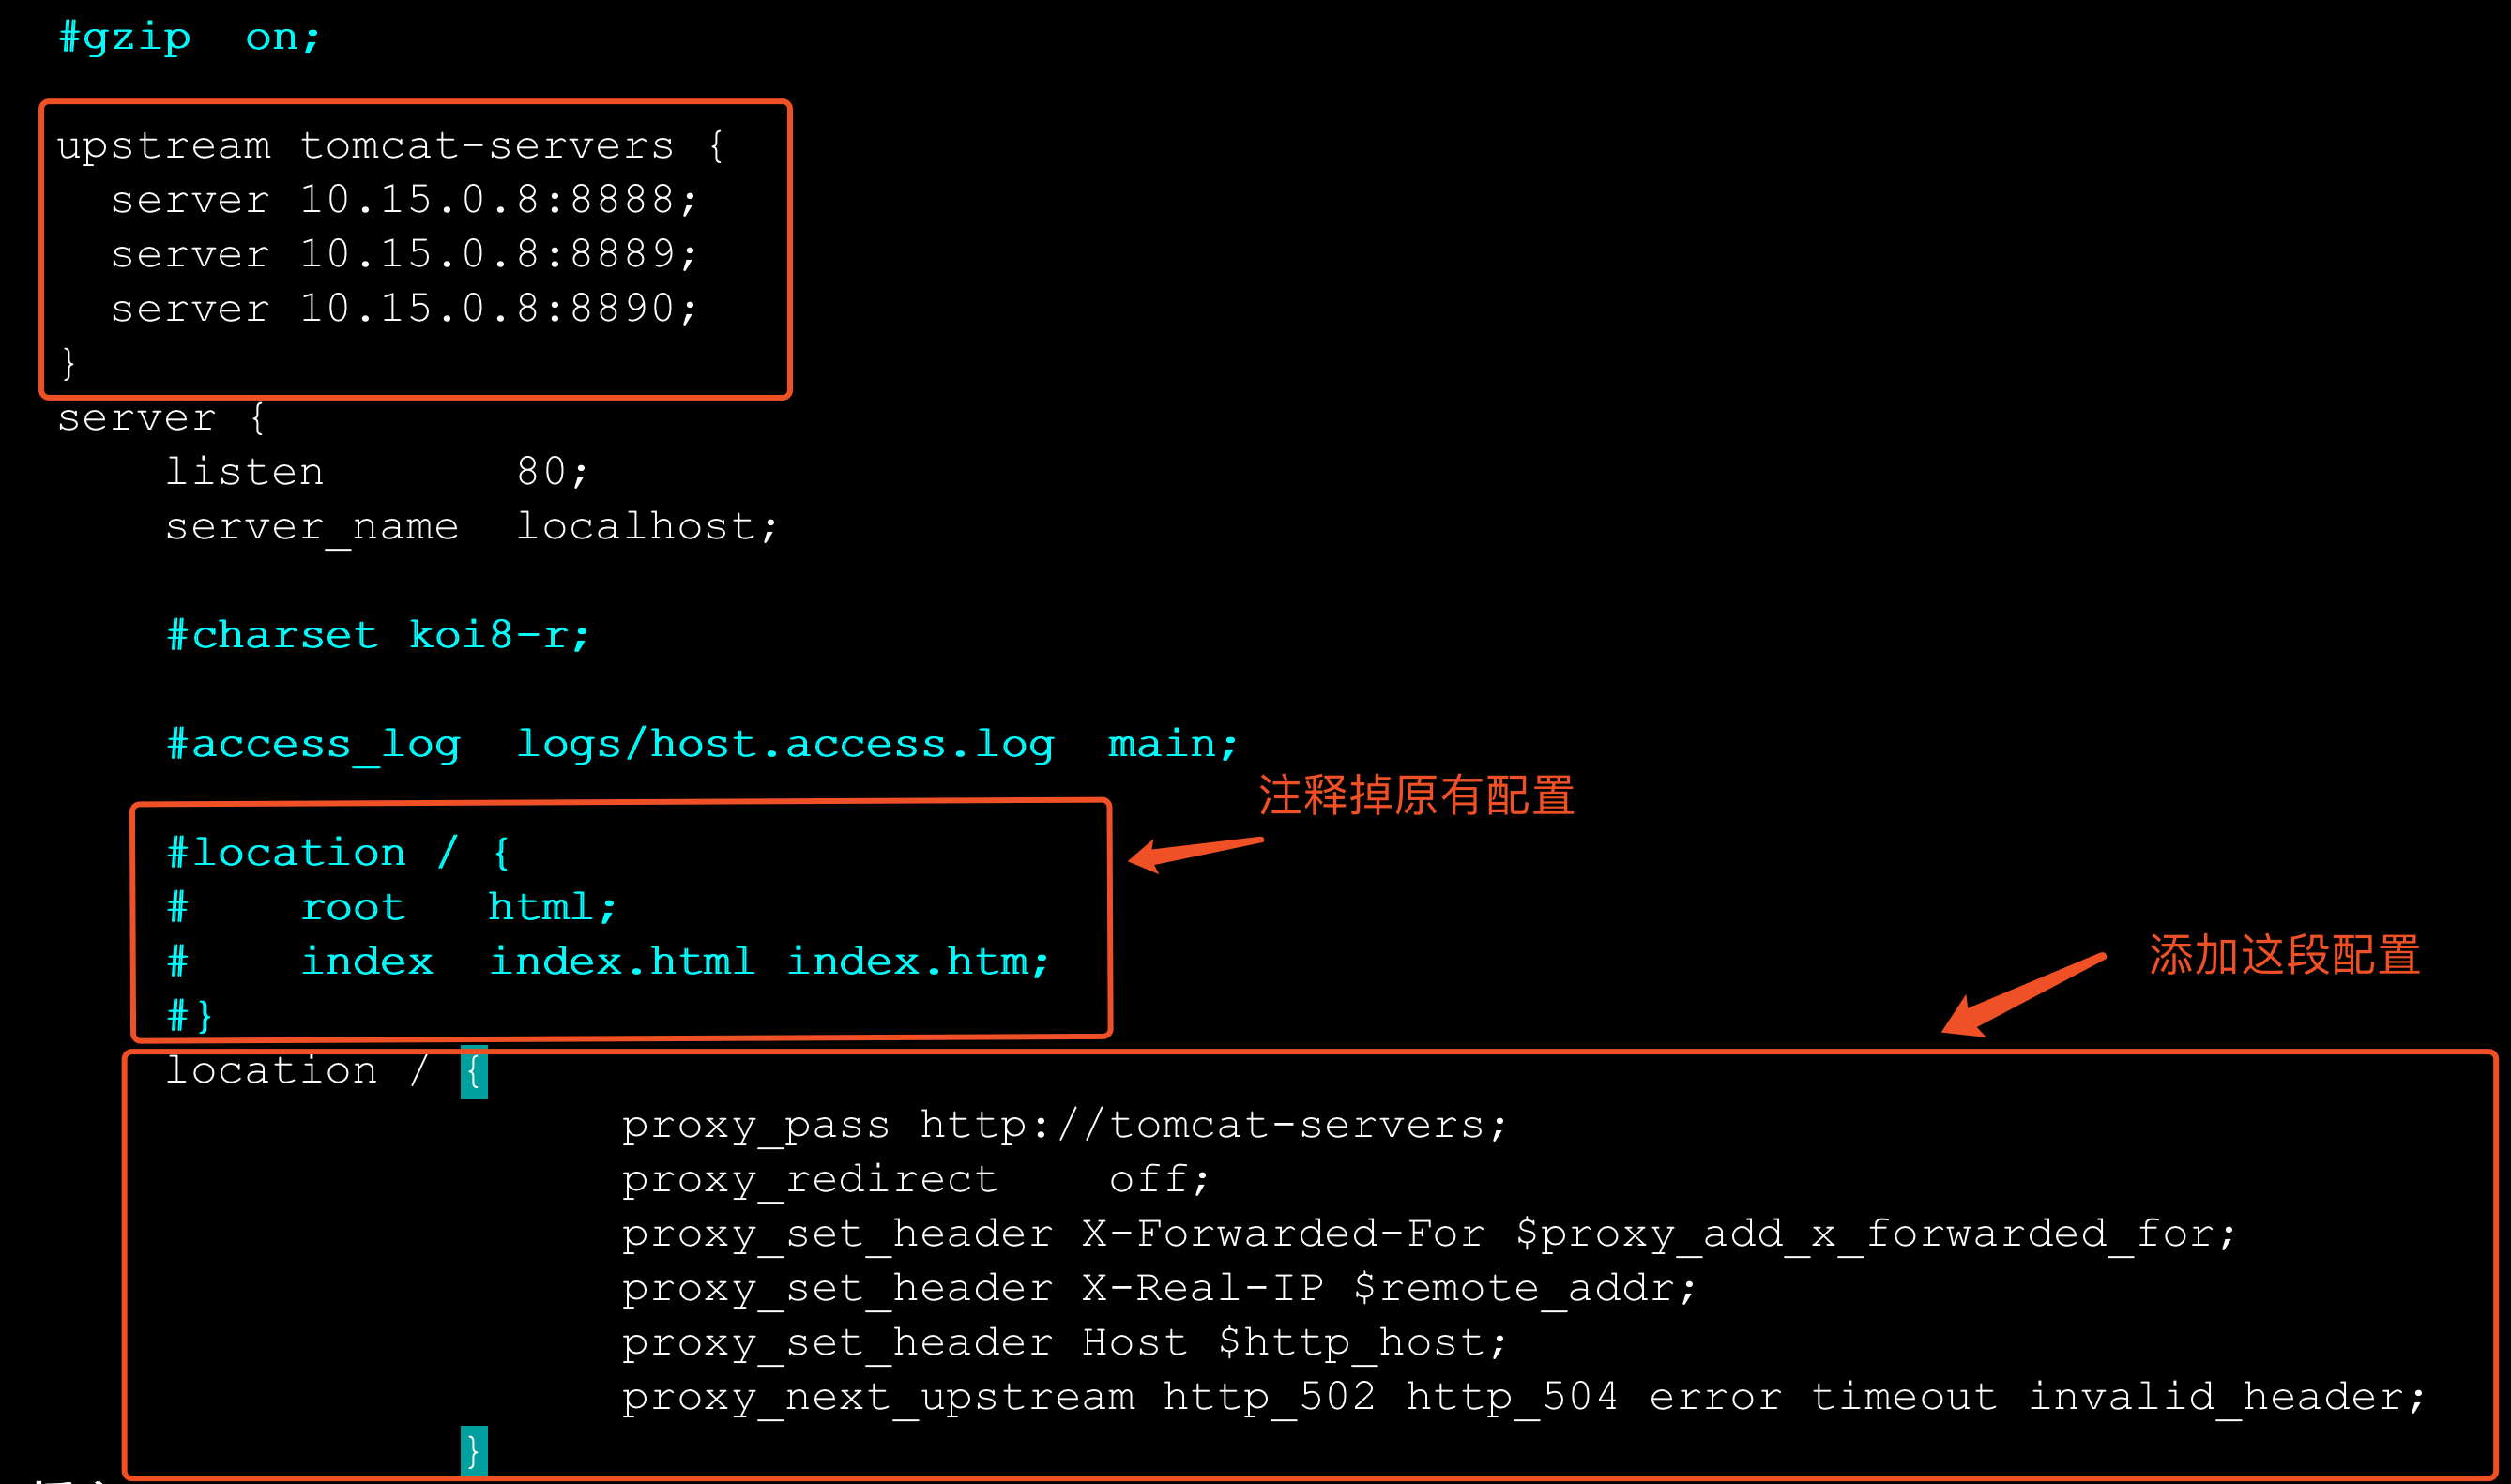 #gzip  on;
upstream tomcat-servers {
  server 10.15.0.8:8888;
  server 10.15.0.8:8889;
  server 10.15.0.8:8890;
}
server {
    listen       80;
    server_name  localhost;
    #charset koi8-r;
    #access_log  logs/host.access.log  main;
注释掉原有配置
    #location / {
    #    root   html;
    #    index  index.html index.htm;
    #}
添加这段配置
    location / {
                     proxy_pass http://tomcat-servers;
                     proxy_redirect    off;
                     proxy_set_header X-Forwarded-For $proxy_add_x_forwarded_for;
                     proxy_set_header X-Real-IP $remote_addr;
                     proxy_set_header Host $http_host;
                     proxy_next_upstream http_502 http_504 error timeout invalid_header;
               }